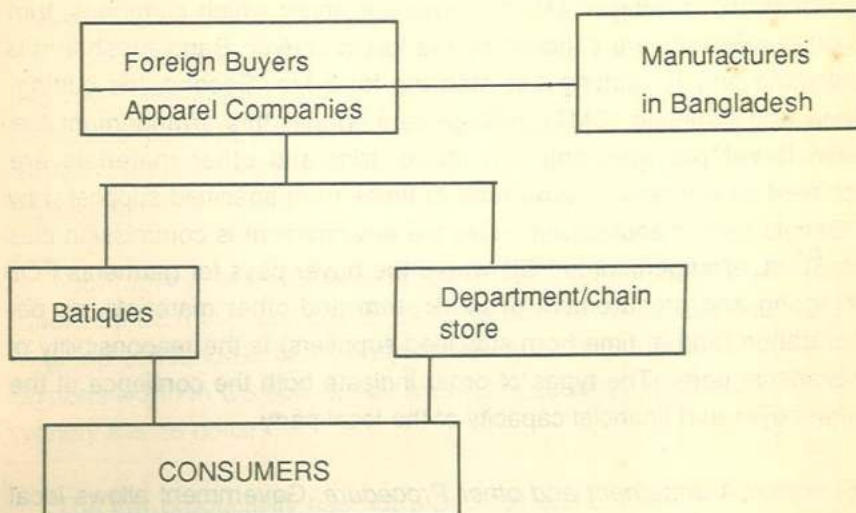 Foreign Buyers
Apparel Companies
Manufacturers
in Bangladesh
Batiques
Department/chain
store
CONSUMERS